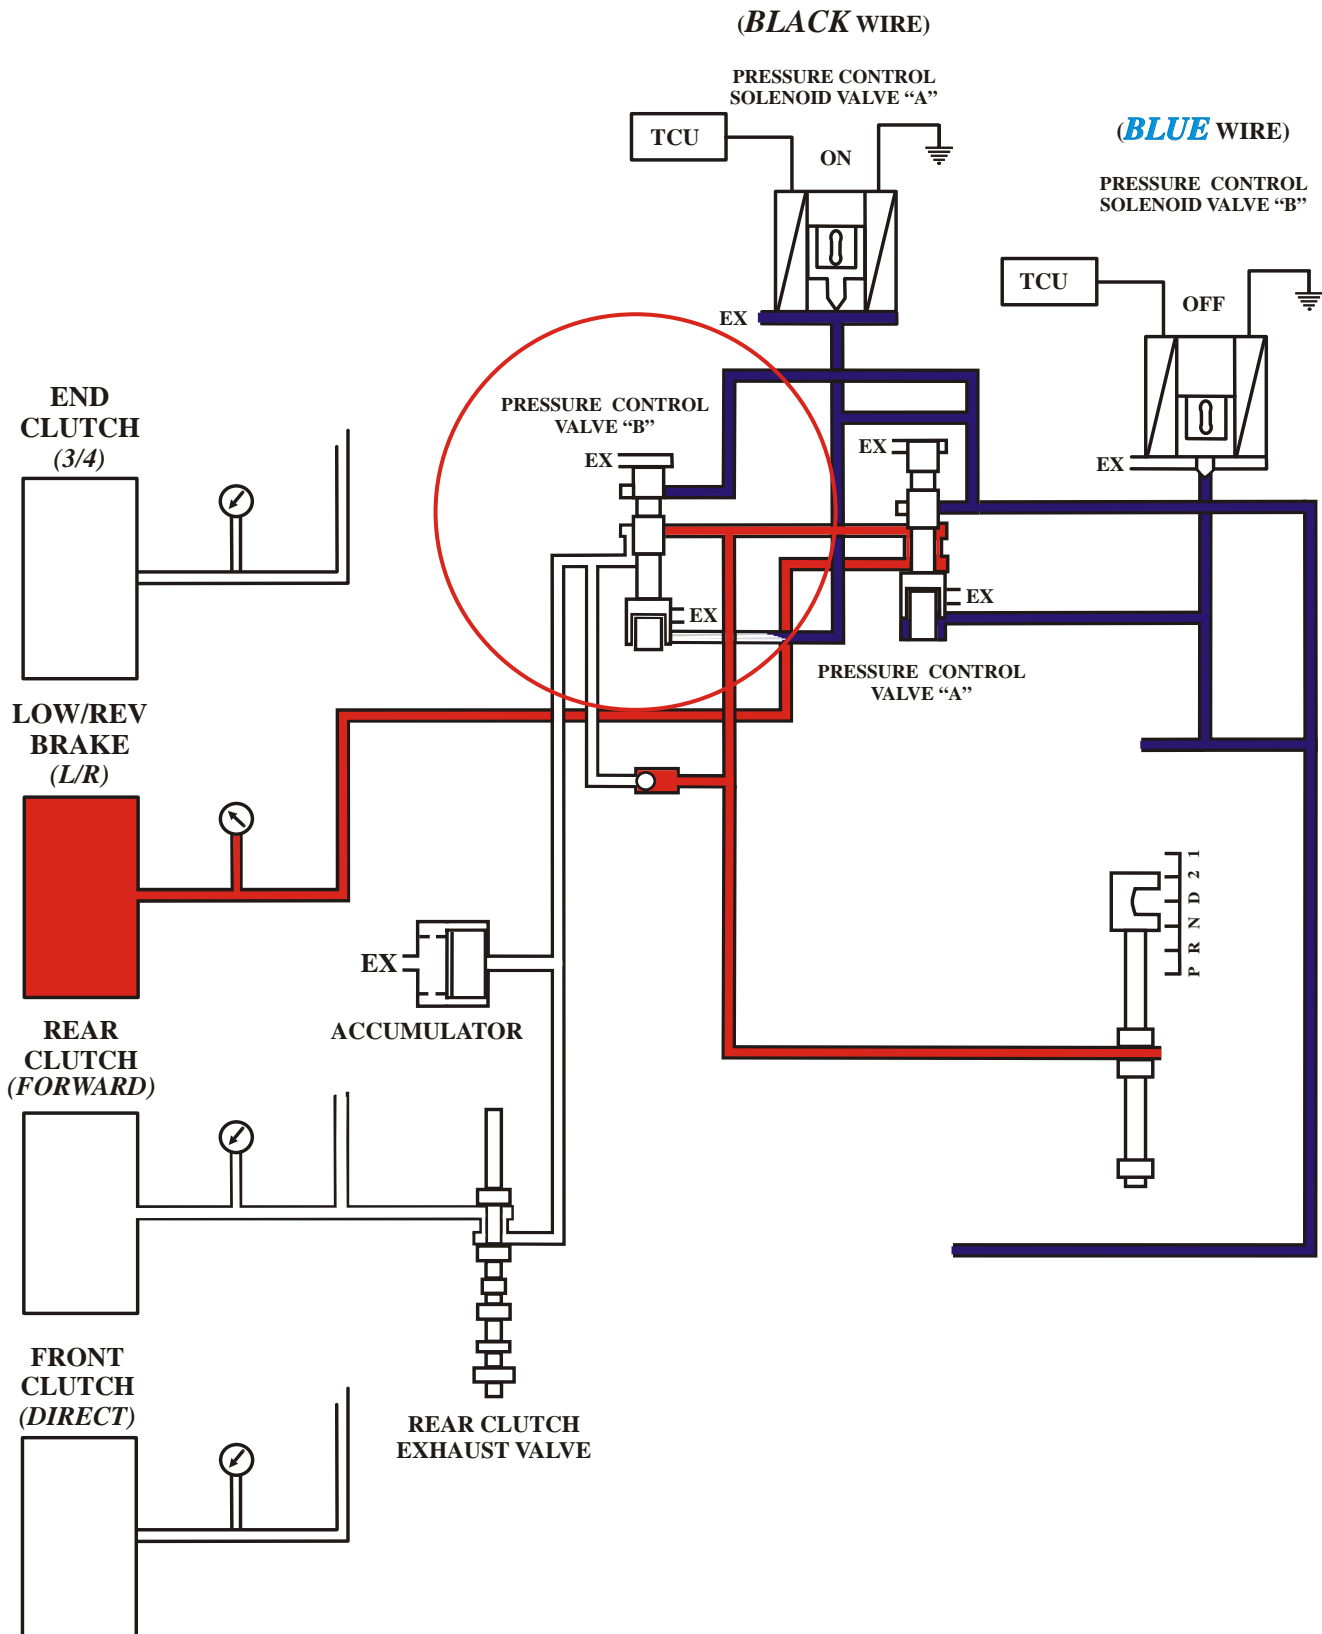 (BLACK WIRE)
PRESSURE CONTROL
SOLENOID VALVE “A”
TCU
ON
(BLUE WIRE)
PRESSURE CONTROL
SOLENOID VALVE “B”
TCU
OFF
EX
EX
PRESSURE CONTROL
VALVE “B”
EX
EX
EX
EX
PRESSURE CONTROL
VALVE “A”
END
CLUTCH
(3/4)
LOW/REV
BRAKE
(L/R)
P R N D 2 1
EX
ACCUMULATOR
REAR
CLUTCH
(FORWARD)
FRONT
CLUTCH
(DIRECT)
REAR CLUTCH
EXHAUST VALVE